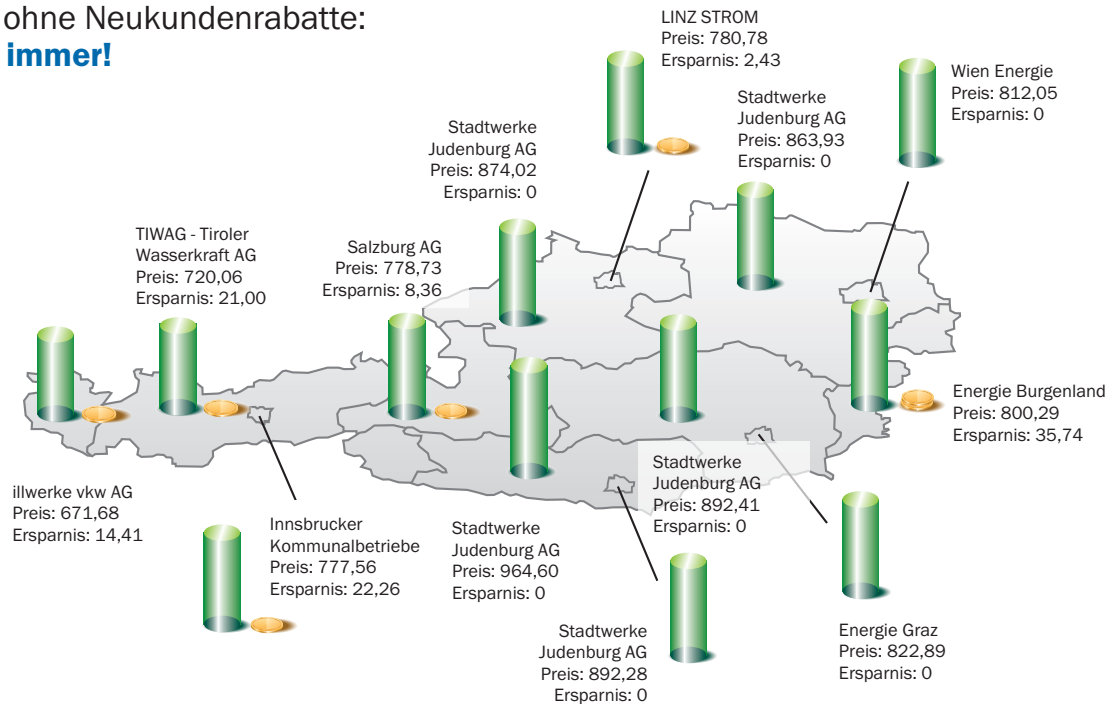 ohne Neukundenrabatte:
immer!
LINZ STROM
Preis: 780,78
Ersparnis: 2,43
Wien Energie
Preis: 812,05
Ersparnis: 0
Stadtwerke
Judenburg AG
Preis: 863,93
Ersparnis: 0
Stadtwerke
Judenburg AG
Preis: 874,02
Ersparnis: 0
TIWAG - Tiroler
Wasserkraft AG
Preis: 720,06
Ersparnis: 21,00
Salzburg AG
Preis: 778,73
Ersparnis: 8,36
Energie Burgenland
Preis: 800,29
Ersparnis: 35,74
Stadtwerke
Judenburg AG
Preis: 892,41
Ersparnis: 0
illwerke vkw AG
Preis: 671,68
Ersparnis: 14,41
Innsbrucker
Kommunalbetriebe
Preis: 777,56
Ersparnis: 22,26
Stadtwerke
Judenburg AG
Preis: 964,60
Ersparnis: 0
Stadtwerke
Judenburg AG
Preis: 892,28
Ersparnis: 0
Energie Graz
Preis: 822,89
Ersparnis: 0